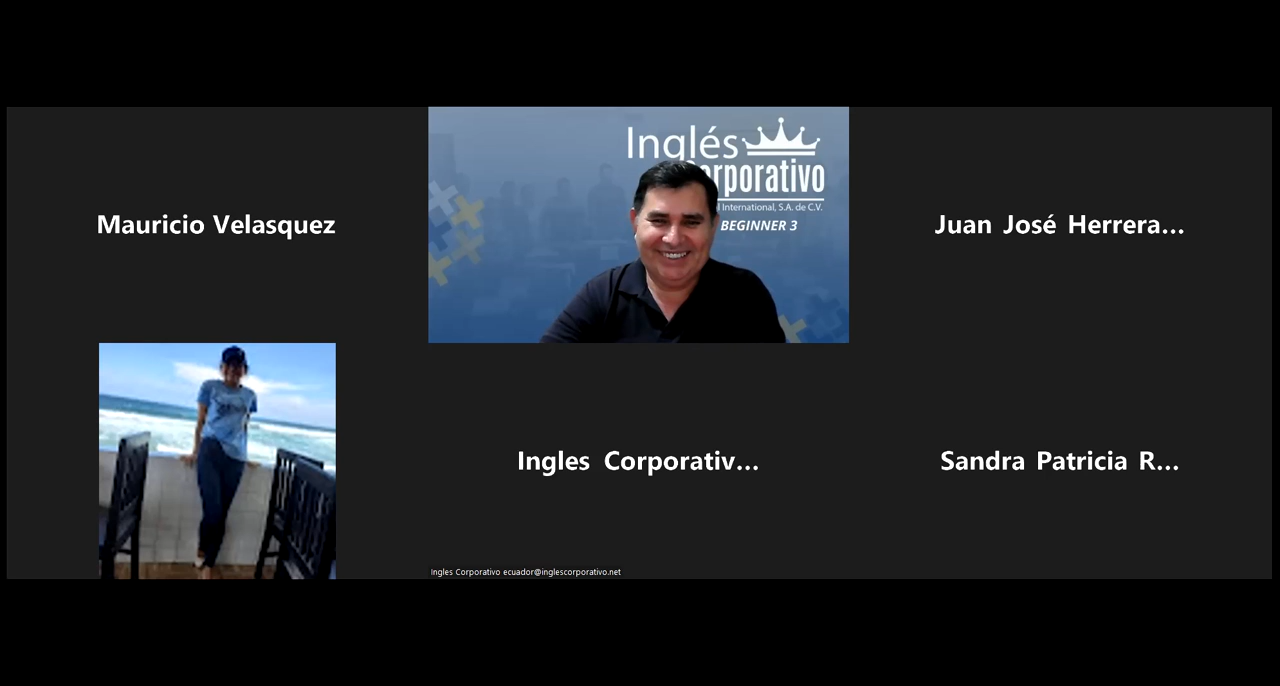 Mauricio Velasquez
Inglés
orporativo
l International, S.A. de C.V.
BEGINNER 3
Juan José Herrera...
Ingles Corporativ...
Sandra Patricia R...
Ingles Corporativo ecuador@inglescorporativo.net